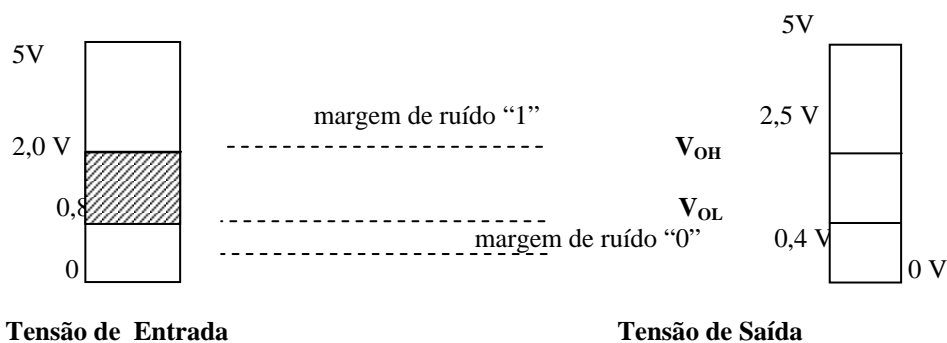 5V
5V
margem de ruído “1”
2,5 V
2,0 V
VOH
0,8
VOL
margem de ruído “0”
0,4 V
0
0 V
Tensão de Entrada
Tensão de Saída